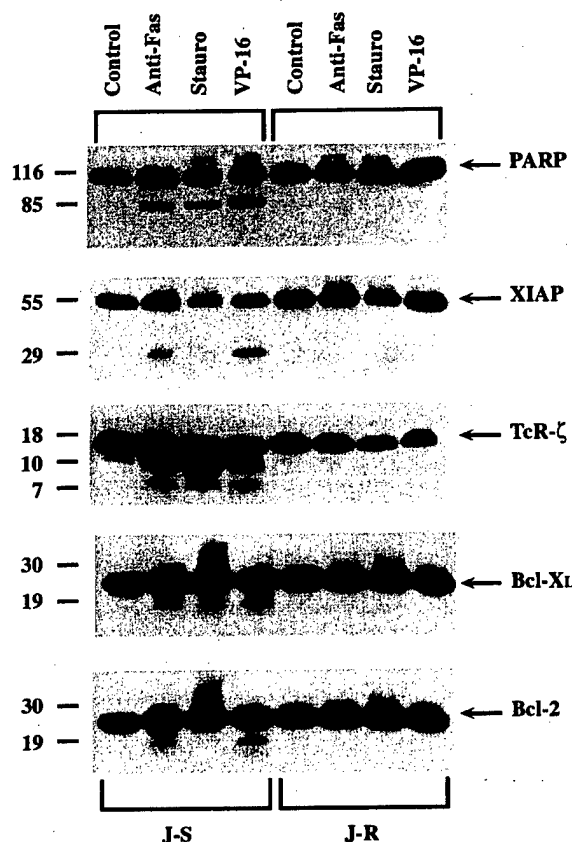 Control Anti-Fas Stauro VP-16 Control Anti-Fas Stauro VP-16
116 PARP
85
55 XIAP
29
18 TcR-ζ
10
7
30 Bcl-XL
19
30 Bcl-2
19
J-S J-R